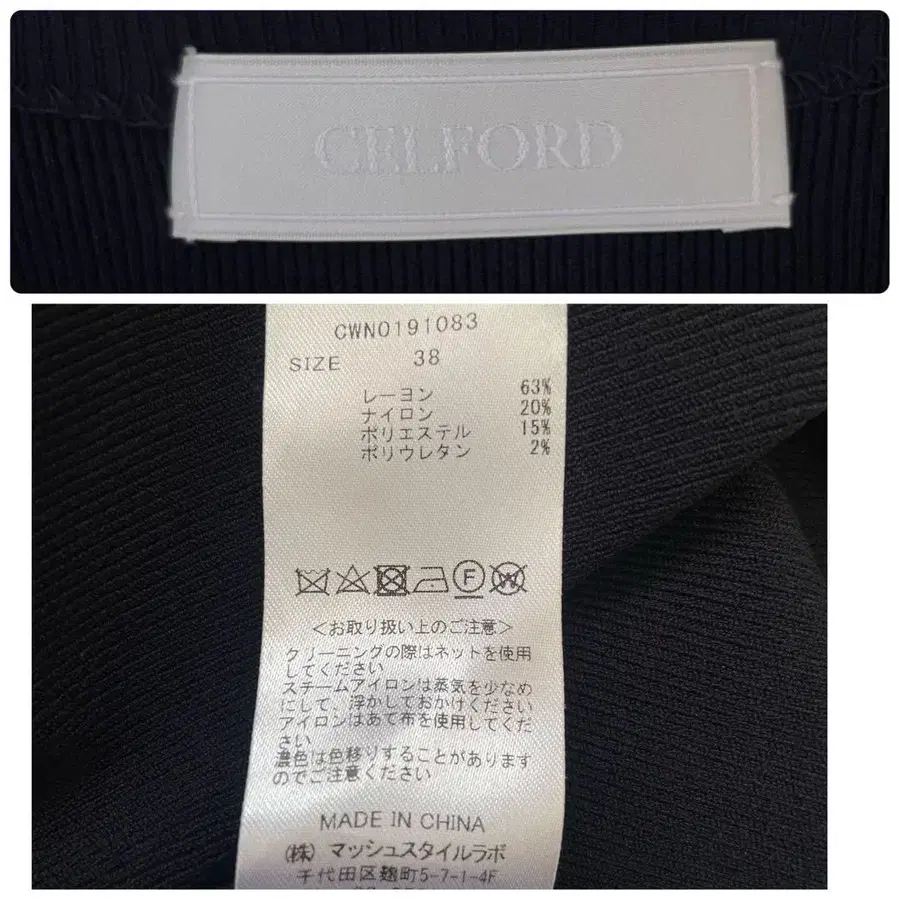 CELFORD
CWN0191083
SIZE 38
レーヨン 63%
ナイロン 20%
ポリエステル 15%
ポリウレタン 2%
F W
<お取り扱い上のご注意>
クリーニングの際はネットを使用
してください
スチームアイロンは蒸気を少なめ
にして、浮かしておかけください
アイロンはあて布を使用してくだ
さい
濃色は色移りすることがあります
のでご注意ください
MADE IN CHINA
(株) マッシュスタイルラボ
千代田区麹町5-7-1-4F